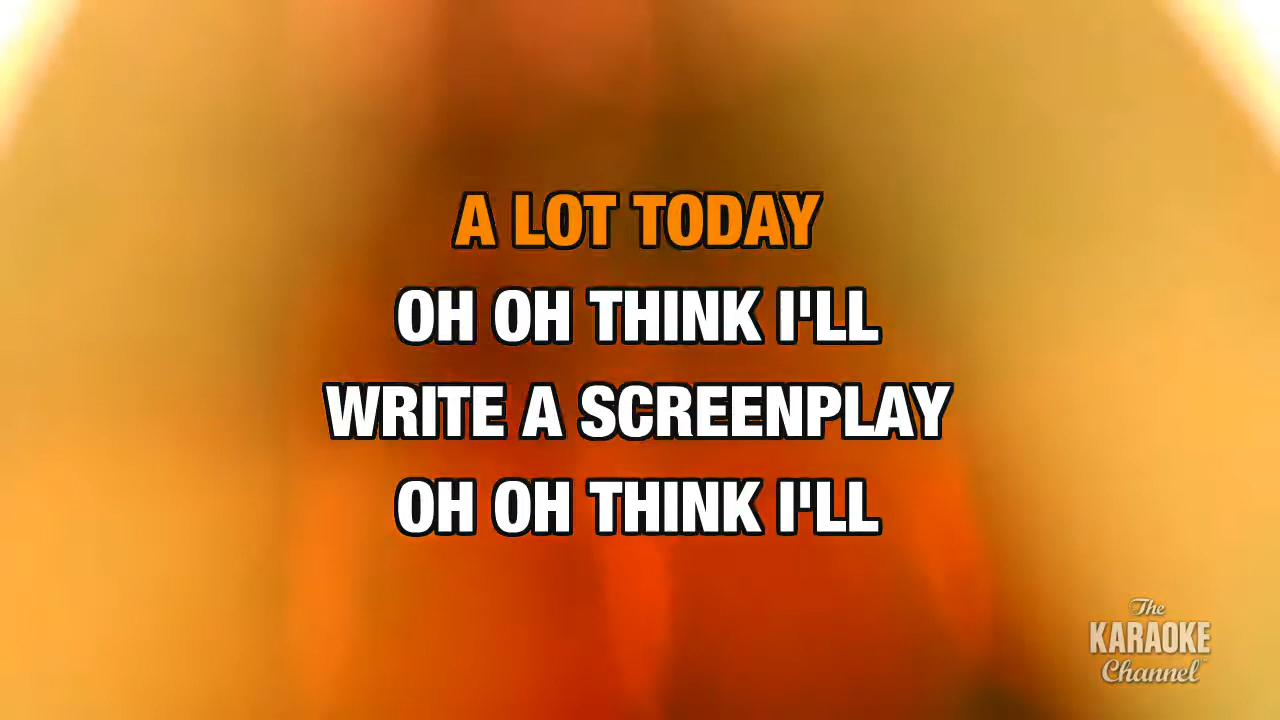 A LOT TODAY
OH OH THINK I'LL
WRITE A SCREENPLAY
OH OH THINK I'LL
The
KARAOKE
Channel